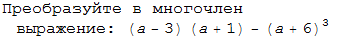 Преобразуйте в многочлен
выражение: (a - 3) (a + 1) - (a + 6)³